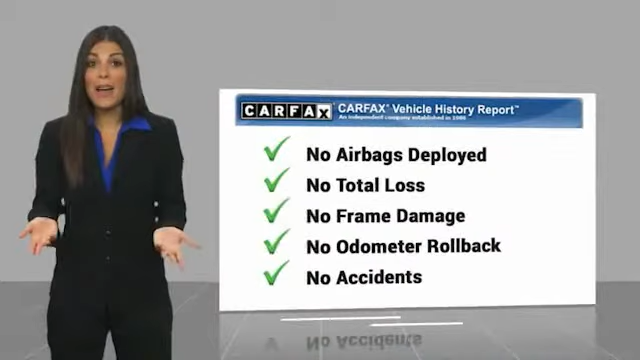 CARFAX CARFAX® Vehicle History Report™
An independent company established in 1986
No Airbags Deployed
No Total Loss
No Frame Damage
No Odometer Rollback
No Accidents